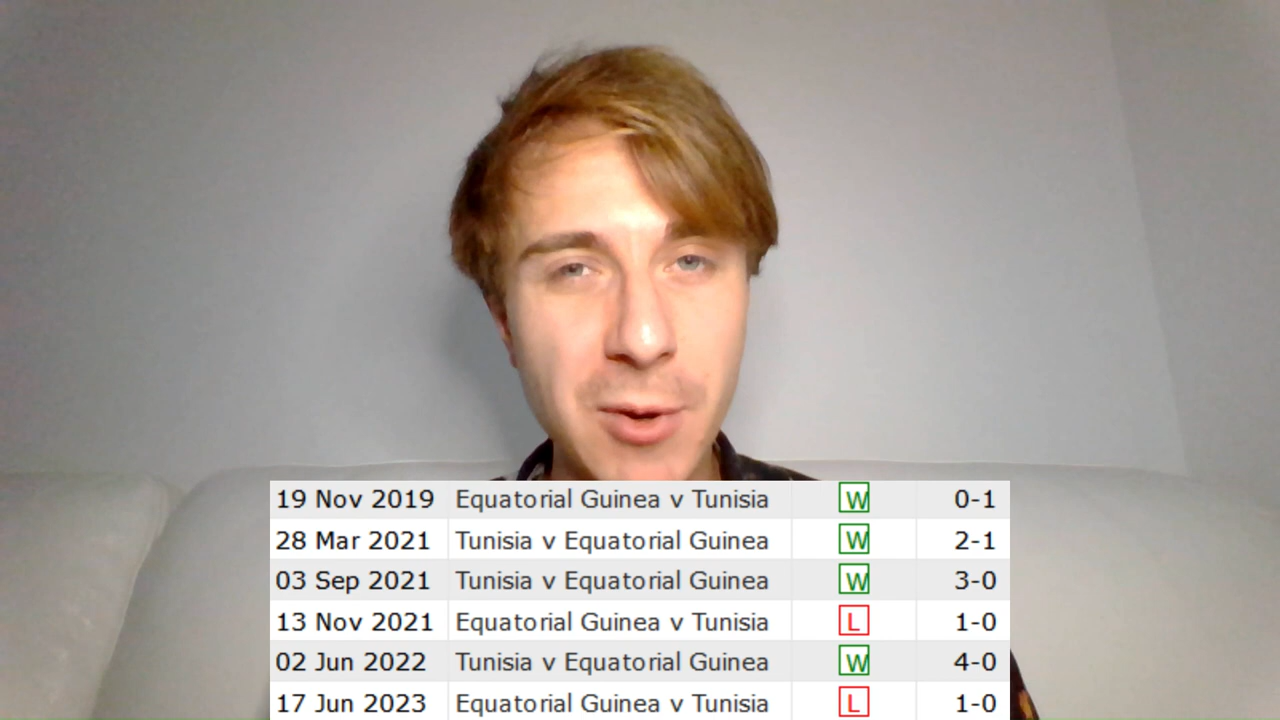 19 Nov 2019 Equatorial Guinea v Tunisia W 0-1
28 Mar 2021 Tunisia v Equatorial Guinea W 2-1
03 Sep 2021 Tunisia v Equatorial Guinea W 3-0
13 Nov 2021 Equatorial Guinea v Tunisia L 1-0
02 Jun 2022 Tunisia v Equatorial Guinea W 4-0
17 Jun 2023 Equatorial Guinea v Tunisia L 1-0